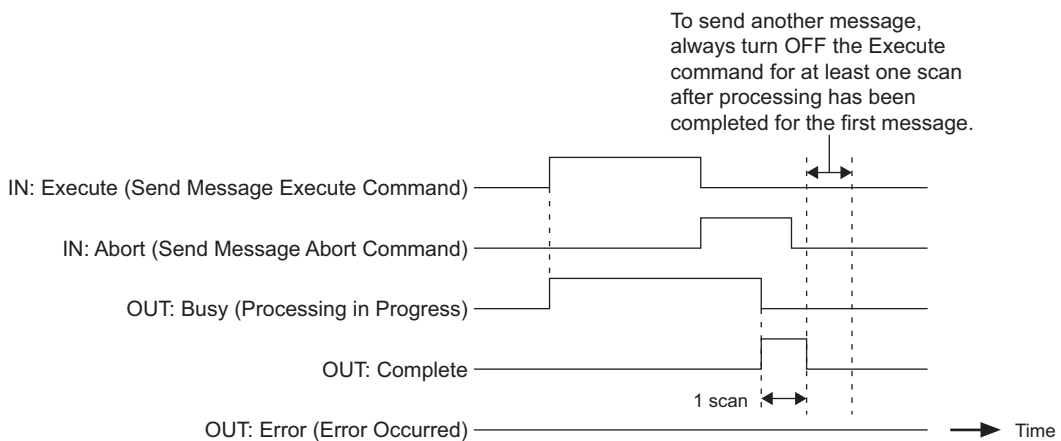 To send another message,
always turn OFF the Execute
command for at least one scan
after processing has been
completed for the first message.
IN: Execute (Send Message Execute Command)
IN: Abort (Send Message Abort Command)
OUT: Busy (Processing in Progress)
OUT: Complete
1 scan
OUT: Error (Error Occurred)
Time